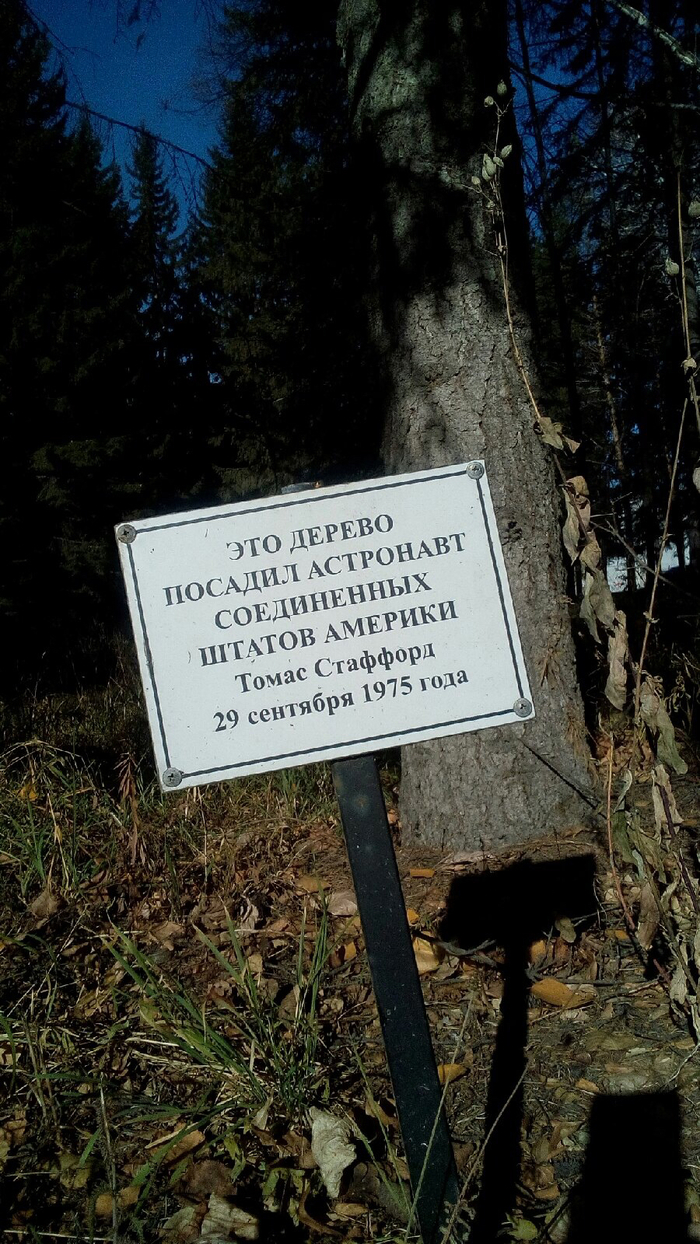 ЭТО ДЕРЕВО
ПОСАДИЛ АСТРОНАВТ
СОЕДИНЕННЫХ
ШТАТОВ АМЕРИКИ
Томас Стаффорд
29 сентября 1975 года